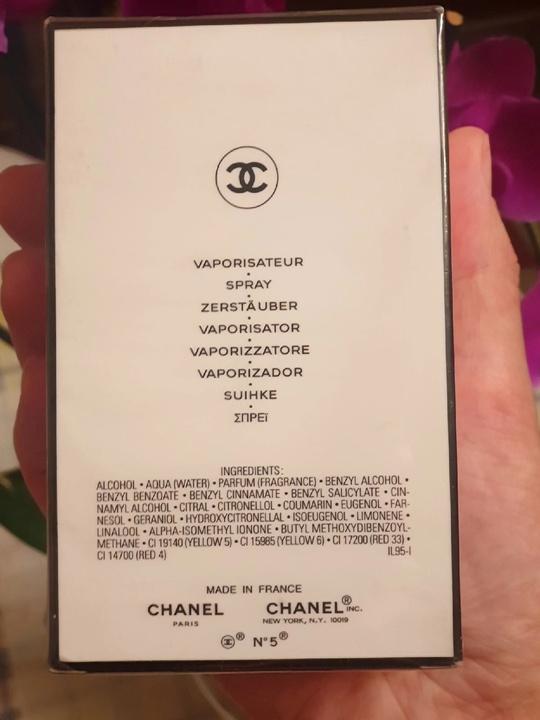 VAPORISATEUR
•
SPRAY
•
ZERSTÄUBER
•
VAPORISATOR
•
VAPORIZZATORE
•
VAPORIZADOR
•
SUIHKE
•
ΣΠΡΕΪ
INGREDIENTS:
ALCOHOL • AQUA (WATER) • PARFUM (FRAGRANCE) • BENZYL ALCOHOL •
BENZYL BENZOATE • BENZYL CINNAMATE • BENZYL SALICYLATE • CIN-
NAMYL ALCOHOL • CITRAL • CITRONELLOL • COUMARIN • EUGENOL • FAR-
NESOL • GERANIOL • HYDROXYCITRONELLAL • ISOEUGENOL • LIMONENE •
LINALOOL • ALPHA-ISOMETHYL IONONE • BUTYL METHOXYDIBENZOYL-
METHANE • CI 19140 (YELLOW 5) • CI 15985 (YELLOW 6) • CI 17200 (RED 33) •
CI 14700 (RED 4) IL95-I
MADE IN FRANCE
CHANEL CHANEL® INC.
PARIS NEW YORK, N.Y. 10019
® N°5®